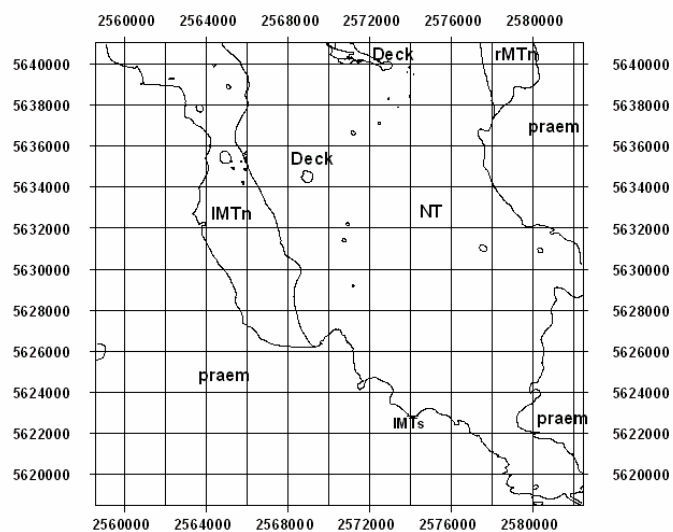 2560000 2564000 2568000 2572000 2576000 2580000
Deck rMTn
5640000 5640000
5638000 5638000
praem
5636000 5636000
Deck
5634000 5634000
lMTn NT
5632000 5632000
5630000 5630000
5628000 5628000
5626000 5626000
praem
5624000 5624000
praem
lMTs
5622000 5622000
5620000 5620000
2560000 2564000 2568000 2572000 2576000 2580000